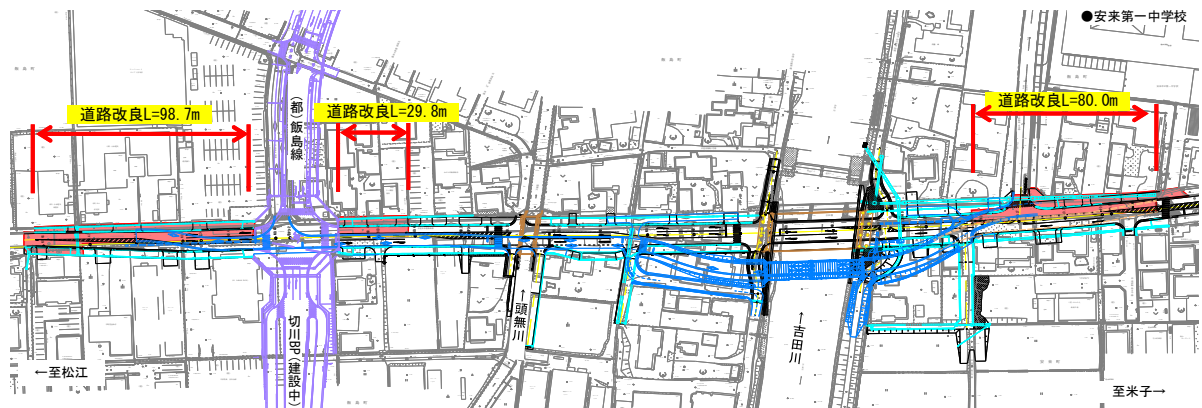 ●安来第一中学校
道路改良L=98.7m
道路改良L=29.8m
道路改良L=80.0m
(都)飯島線
切川BP(建設中)
→頭無川
→吉田川
←至松江
至米子→